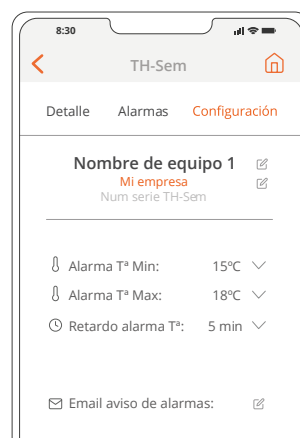 8:30
TH-Sem
Detalle Alarmas Configuración
Nombre de equipo 1
Mi empresa
Num serie TH-Sem
Alarma Tª Min: 15ºC
Alarma Tª Max: 18ºC
Retardo alarma Tª: 5 min
Email aviso de alarmas: